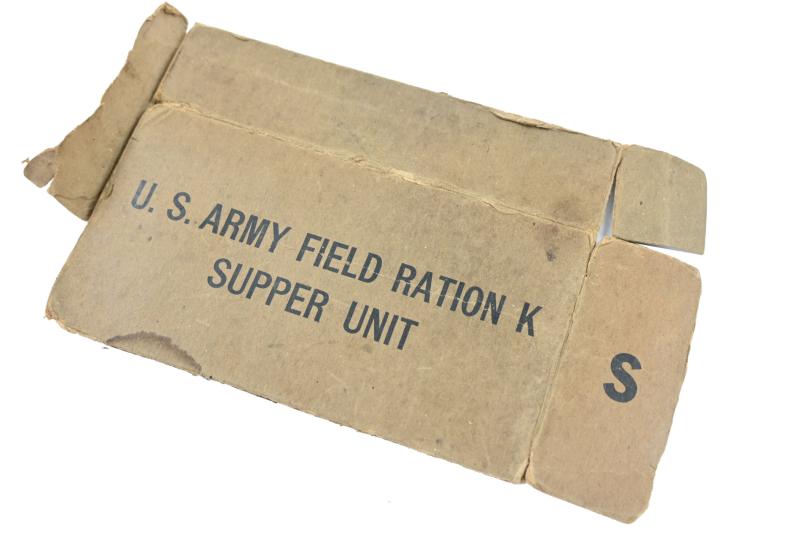 U. S. ARMY FIELD RATION K
SUPPER UNIT
S